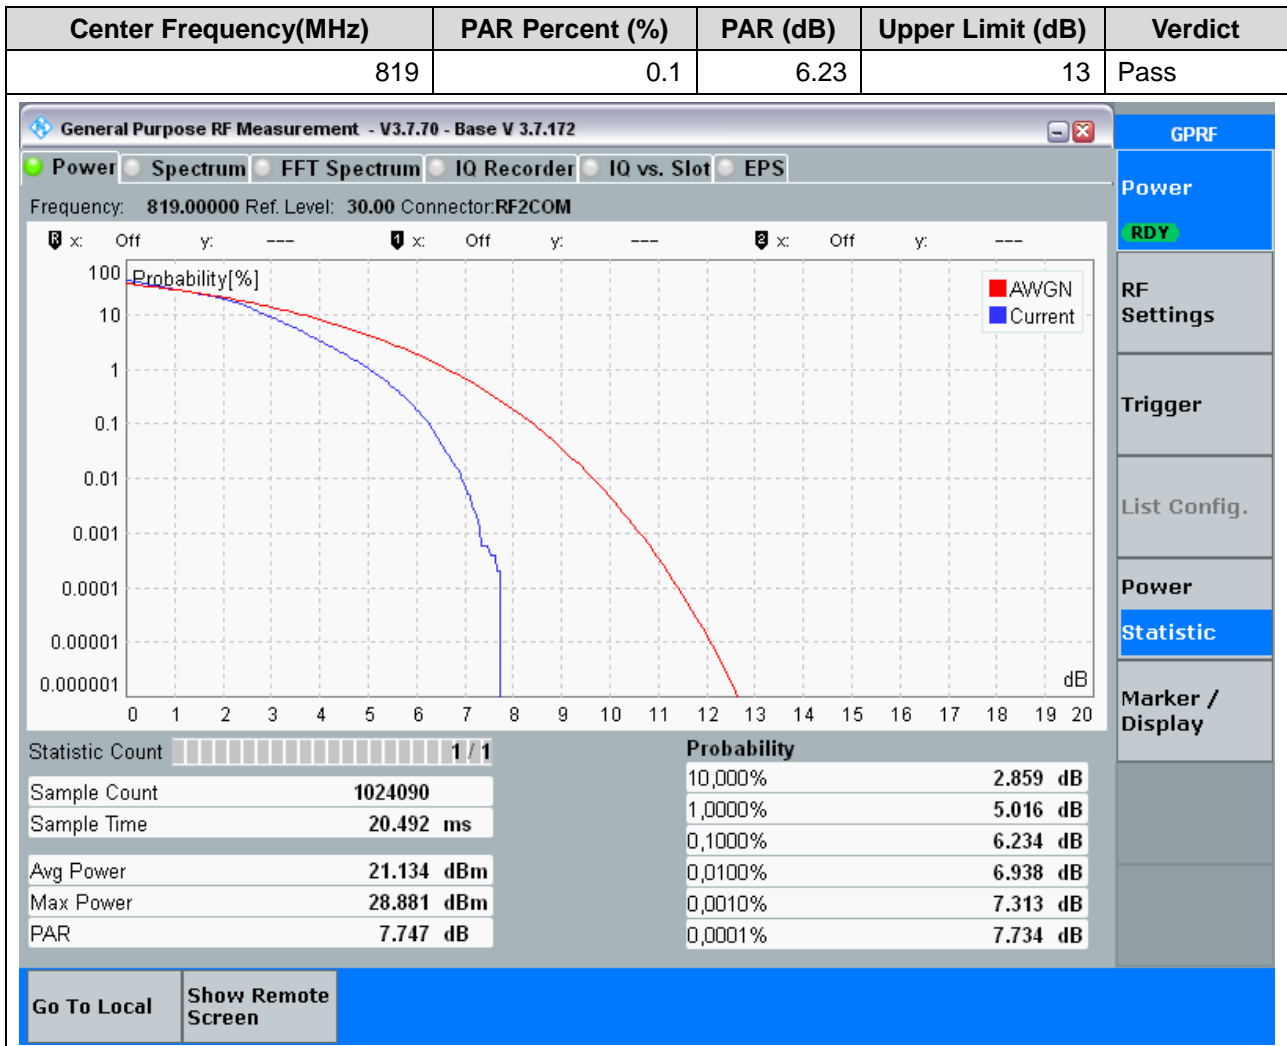 Center Frequency(MHz) PAR Percent (%) PAR (dB) Upper Limit (dB) Verdict
819 0.1 6.23 13 Pass
General Purpose RF Measurement - V3.7.70 - Base V 3.7.172
GPRF
Power Spectrum FFT Spectrum IQ Recorder IQ vs. Slot EPS
Power
RDY
Frequency: 819.00000 Ref. Level: 30.00 Connector:RF2COM
R x: Off y: --- 1 x: Off y: --- 2 x: Off y: ---
Probability[%]
AWGN
Current
100
10
1
0.1
0.01
0.001
0.0001
0.00001
0.000001
dB
0 1 2 3 4 5 6 7 8 9 10 11 12 13 14 15 16 17 18 19 20
RF
Settings
Trigger
List Config.
Power
Statistic
Marker /
Display
Statistic Count 1 / 1
Sample Count 1024090
Sample Time 20.492 ms
Avg Power 21.134 dBm
Max Power 28.881 dBm
PAR 7.747 dB
Probability
10,000% 2.859 dB
1,0000% 5.016 dB
0,1000% 6.234 dB
0,0100% 6.938 dB
0,0010% 7.313 dB
0,0001% 7.734 dB
Go To Local
Show Remote
Screen